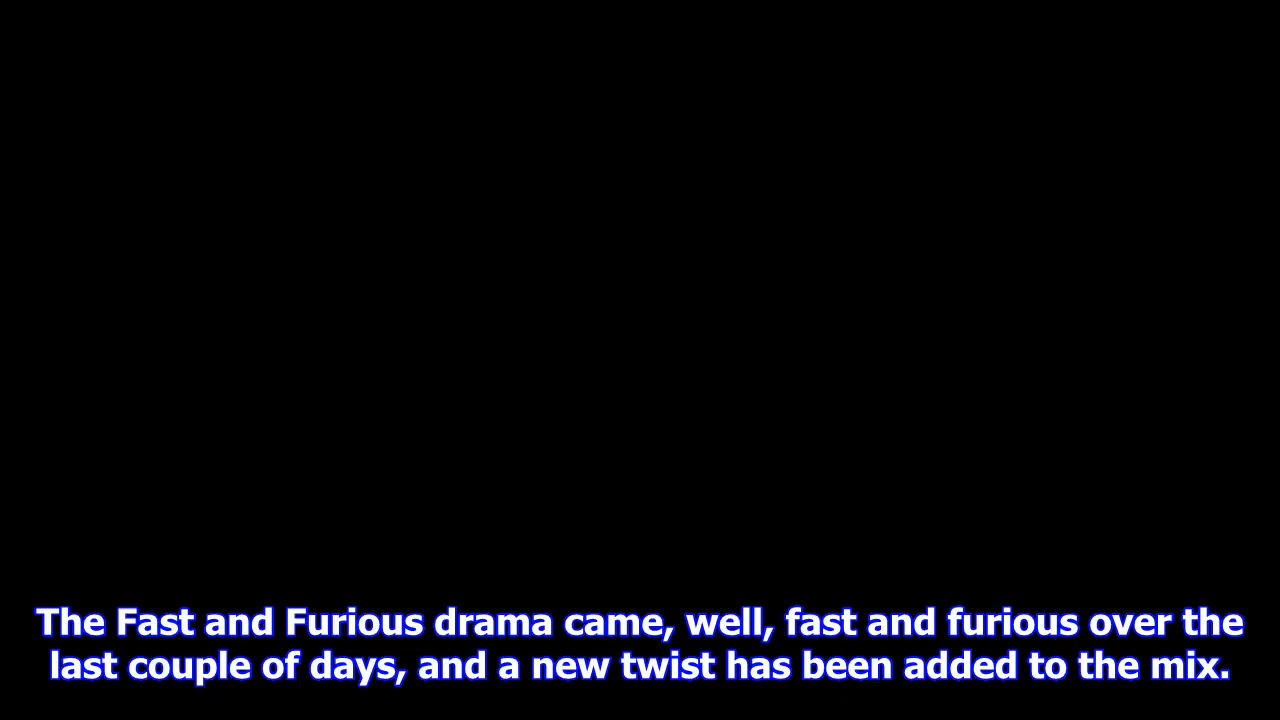 The Fast and Furious drama came, well, fast and furious over the
last couple of days, and a new twist has been added to the mix.